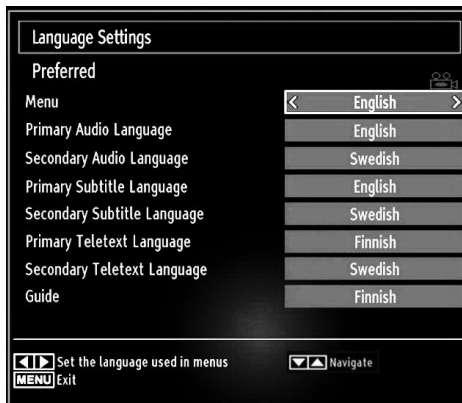 Language Settings
Preferred
Menu English
Primary Audio Language English
Secondary Audio Language Swedish
Primary Subtitle Language English
Secondary Subtitle Language Swedish
Primary Teletext Language Finnish
Secondary Teletext Language Swedish
Guide Finnish
Set the language used in menus Navigate
MENU Exit